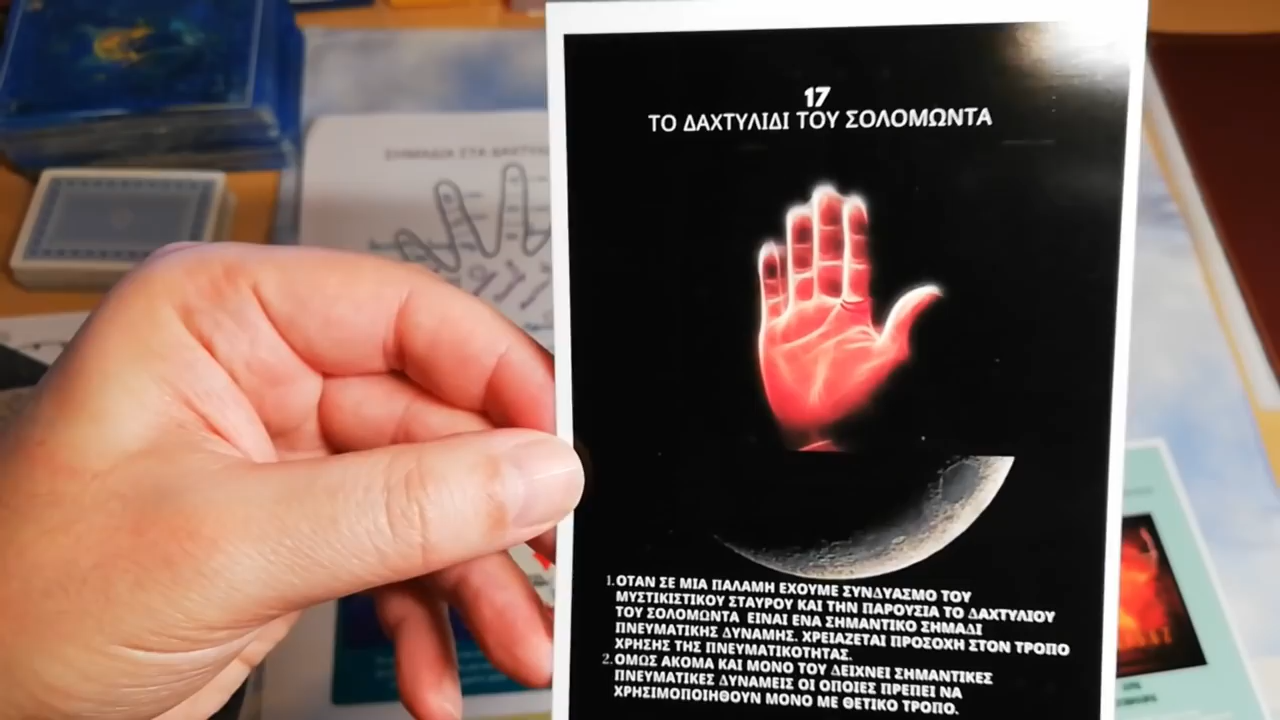 17
ΤΟ ΔΑΧΤΥΛΙΔΙ ΤΟΥ ΣΟΛΟΜΩΝΤΑ
ΣΗΜΑΔΙΑ ΣΤΑ
1. ΟΤΑΝ ΣΕ ΜΙΑ ΠΑΛΑΜΗ ΕΧΟΥΜΕ ΣΥΝΔΥΑΣΜΟ ΤΟΥ
ΜΥΣΤΙΚΙΣΤΙΚΟΥ ΣΤΑΥΡΟΥ ΚΑΙ ΤΗΝ ΠΑΡΟΥΣΙΑ ΤΟ ΔΑΧΤΥΛΙΟΥ
ΤΟΥ ΣΟΛΟΜΩΝΤΑ ΕΙΝΑΙ ΕΝΑ ΣΗΜΑΝΤΙΚΟ ΣΗΜΑΔΙ
ΠΝΕΥΜΑΤΙΚΗΣ ΔΥΝΑΜΗΣ. ΧΡΕΙΑΖΕΤΑΙ ΠΡΟΣΟΧΗ ΣΤΟΝ ΤΡΟΠΟ
ΧΡΗΣΗΣ ΤΗΣ ΠΝΕΥΜΑΤΙΚΟΤΗΤΑΣ.
2. ΟΜΩΣ ΑΚΟΜΑ ΚΑΙ ΜΟΝΟ ΤΟΥ ΔΕΙΧΝΕΙ ΣΗΜΑΝΤΙΚΕΣ
ΠΝΕΥΜΑΤΙΚΕΣ ΔΥΝΑΜΕΙΣ ΟΙ ΟΠΟΙΕΣ ΠΡΕΠΕΙ ΝΑ
ΧΡΗΣΙΜΟΠΟΙΗΘΟΥΝ ΜΟΝΟ ΜΕ ΘΕΤΙΚΟ ΤΡΟΠΟ.